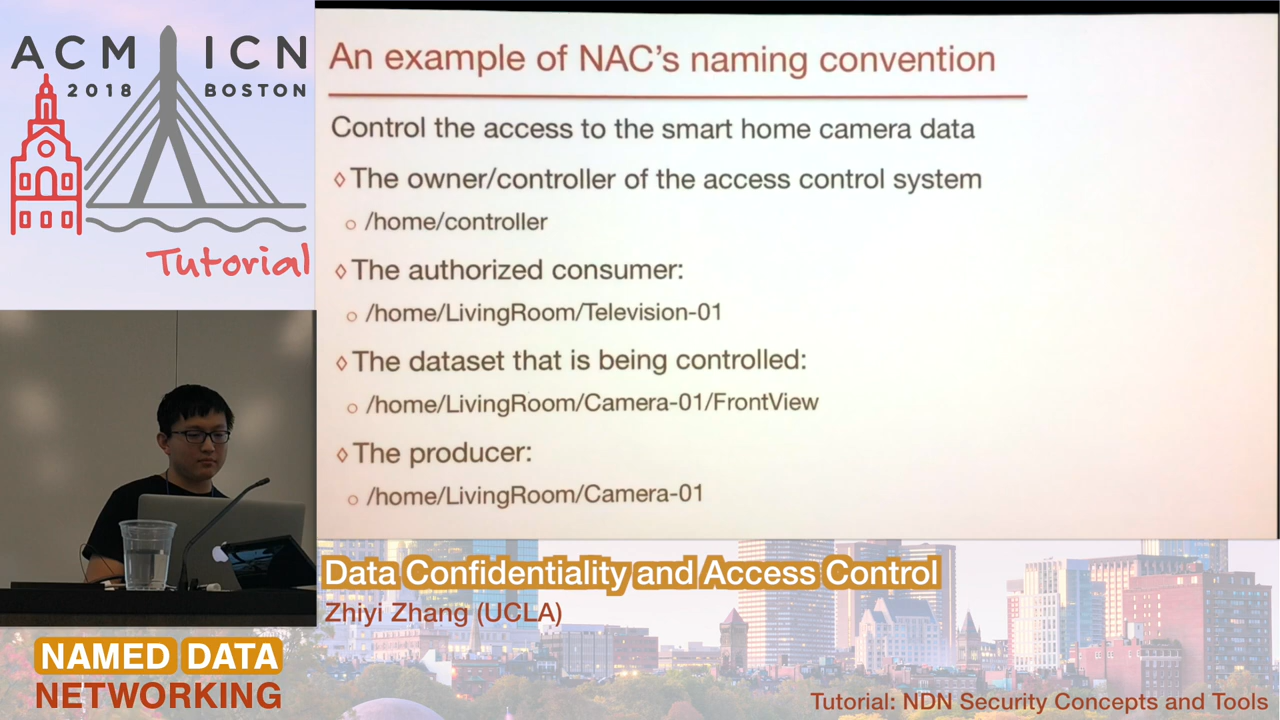 ACM ICN
2018 BOSTON
Tutorial
An example of NAC's naming convention
Control the access to the smart home camera data
◊ The owner/controller of the access control system
○ /home/controller
◊ The authorized consumer:
○ /home/LivingRoom/Television-01
◊ The dataset that is being controlled:
○ /home/LivingRoom/Camera-01/FrontView
◊ The producer:
○ /home/LivingRoom/Camera-01
Data Confidentiality and Access Control
Zhiyi Zhang (UCLA)
NAMED DATA
NETWORKING
Tutorial: NDN Security Concepts and Tools